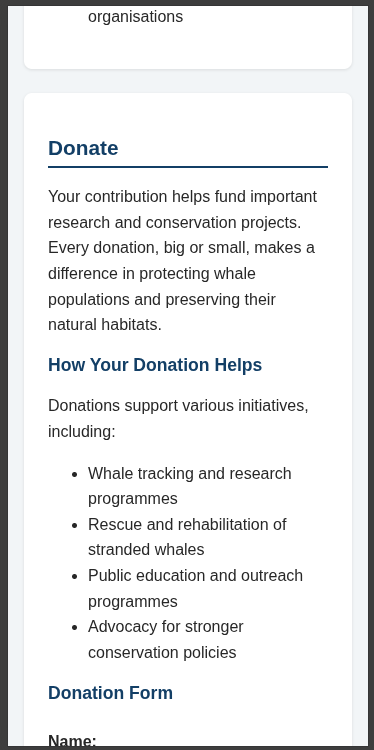 organisations
Donate
Your contribution helps fund important
research and conservation projects.
Every donation, big or small, makes a
difference in protecting whale
populations and preserving their
natural habitats.
How Your Donation Helps
Donations support various initiatives,
including:
• Whale tracking and research
programmes
• Rescue and rehabilitation of
stranded whales
• Public education and outreach
programmes
• Advocacy for stronger
conservation policies
Donation Form
Name: